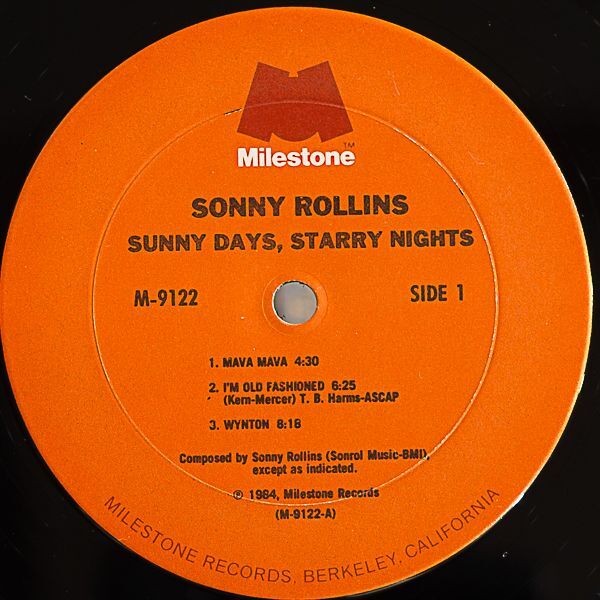 TM
Milestone
SONNY ROLLINS
SUNNY DAYS, STARRY NIGHTS
M-9122 SIDE 1
1. MAVA MAVA 4:30
2. I'M OLD FASHIONED 6:25
(Kern-Mercer) T. B. Harms-ASCAP
3. WYNTON 8:18
Composed by Sonny Rollins (Sonrol Music-BMI),
except as indicated.
℗ 1984, Milestone Records
(M-9122-A)
MILESTONE RECORDS, BERKELEY, CALIFORNIA